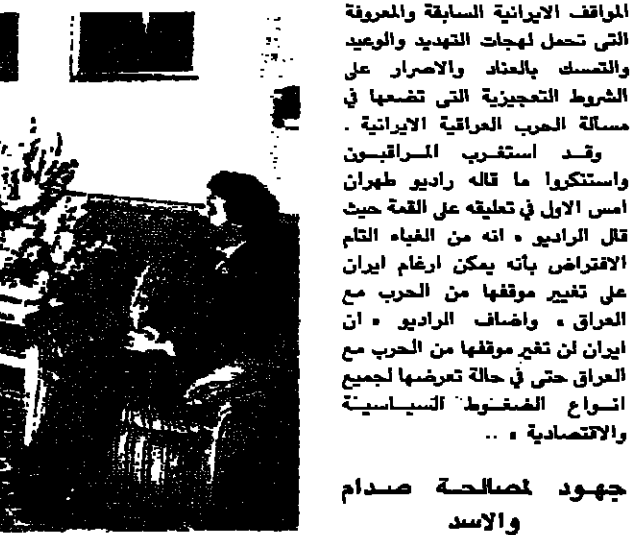 المواقف الايرانية السابقة والمعروفة
التى تحمل لهجات التهديد والوعيد
والتمسك بالعناد والاصرار على
الشروط التعجيزية التى تضعها في
مسألة الحرب العراقية الايرانية .
وقد استغرب المراقبون
واستنكروا ما قاله راديو طهران
امس الاول في تعليقه على القمة حيث
قال الراديو « انه من الغباء التام
الافتراض بأنه يمكن ارغام ايران
على تغيير موقفها من الحرب مع
العراق » واضاف الراديو « ان
ايران لن تغير موقفها من الحرب مع
العراق حتى في حالة تعرضها لجميع
انواع الضغوط السياسية
والاقتصادية » ..
جهود لمصالحة صدام
والاسد